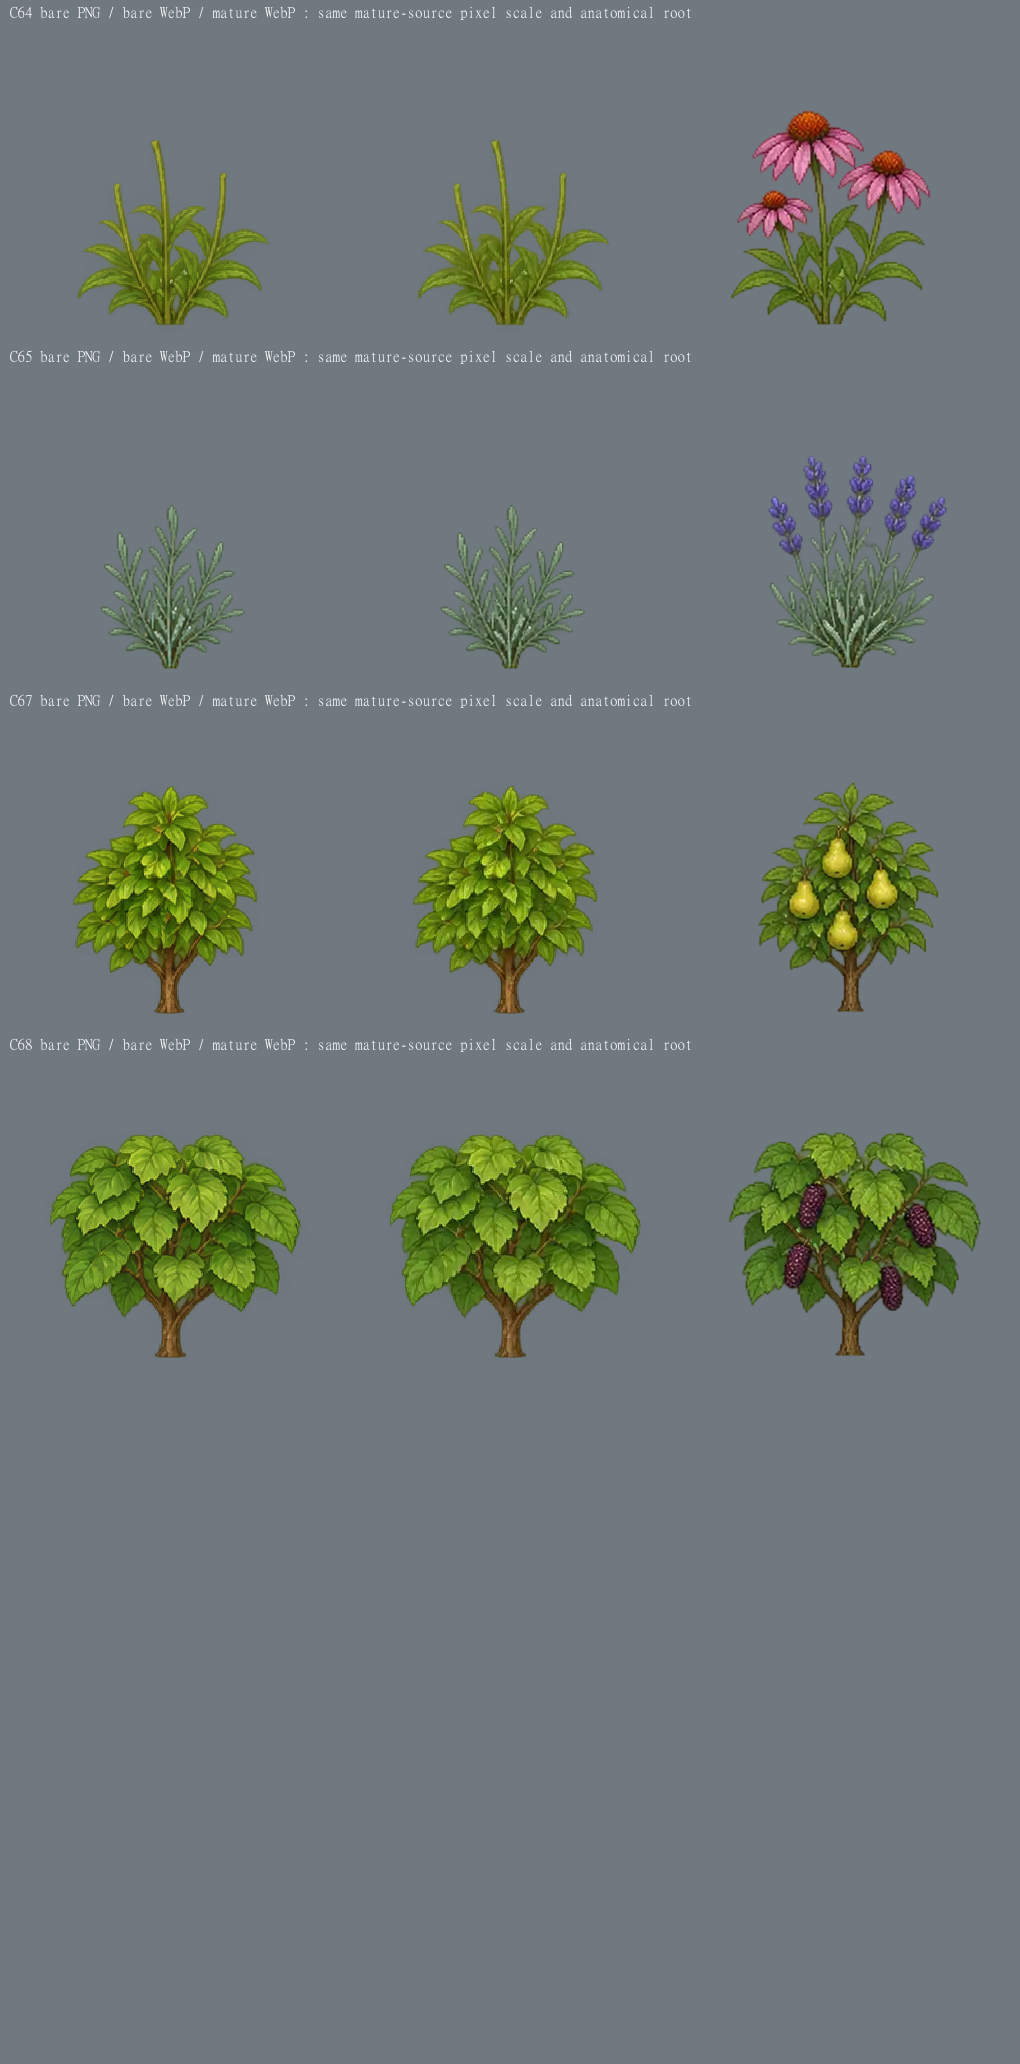 C64 bare PNG / bare WebP / mature WebP : same mature-source pixel scale and anatomical root
C65 bare PNG / bare WebP / mature WebP : same mature-source pixel scale and anatomical root
C67 bare PNG / bare WebP / mature WebP : same mature-source pixel scale and anatomical root
C68 bare PNG / bare WebP / mature WebP : same mature-source pixel scale and anatomical root